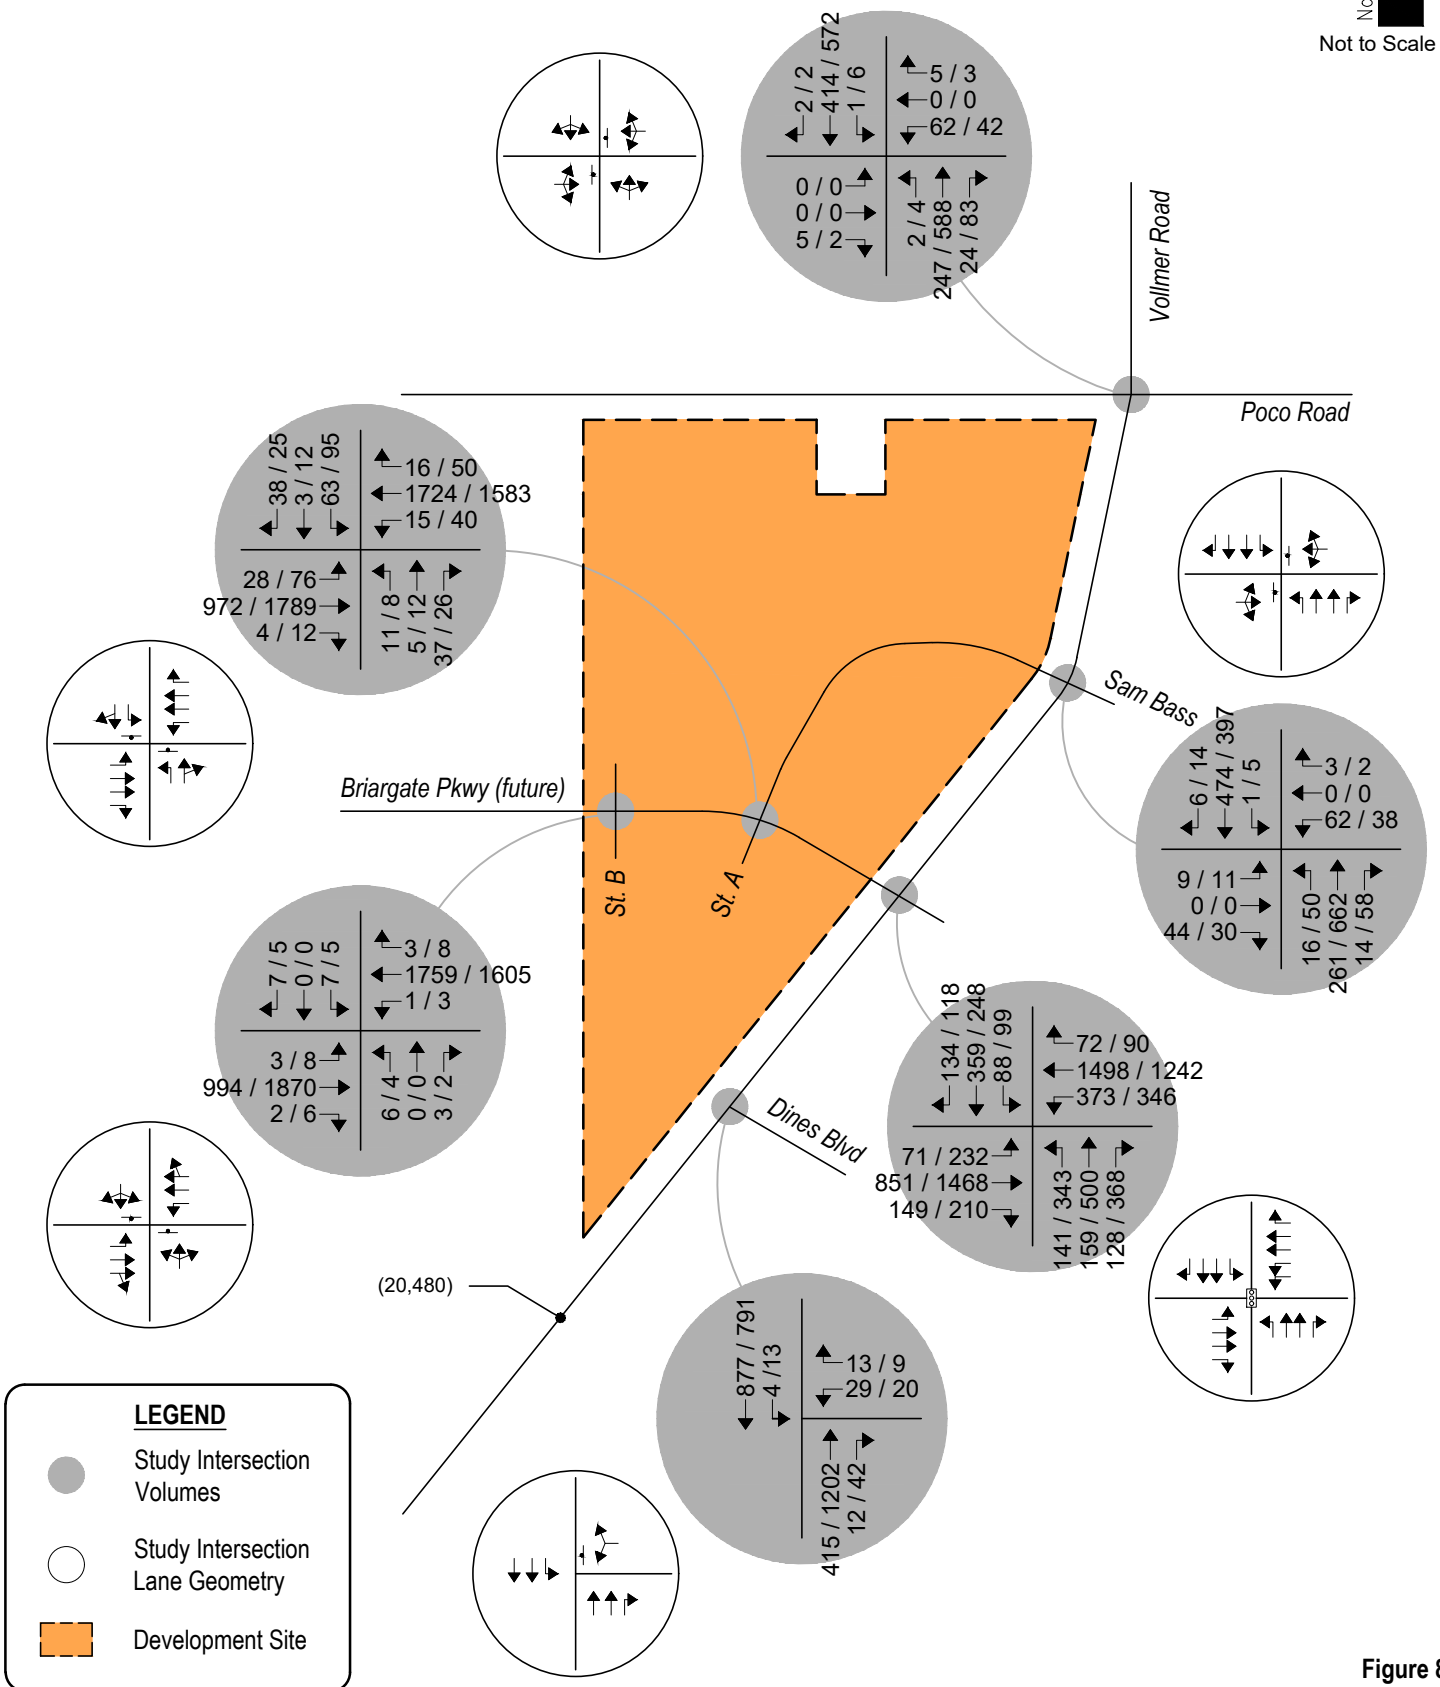 No
Not to Scale
2 / 2
414 / 572
1 / 6
5 / 3
0 / 0
62 / 42
0 / 0
0 / 0
5 / 2
2 / 4
247 / 588
24 / 83
Vollmer Road
Poco Road
38 / 25
3 / 12
63 / 95
16 / 50
1724 / 1583
15 / 40
28 / 76
972 / 1789
4 / 12
11 / 8
5 / 12
37 / 26
Sam Bass
6 / 14
474 / 397
1 / 5
3 / 2
0 / 0
62 / 38
9 / 11
0 / 0
44 / 30
16 / 50
261 / 662
14 / 58
Briargate Pkwy (future)
St. B
St. A
7 / 5
0 / 0
7 / 5
3 / 8
1759 / 1605
1 / 3
3 / 8
994 / 1870
2 / 6
6 / 4
0 / 0
3 / 2
134 / 118
359 / 248
88 / 99
72 / 90
1498 / 1242
373 / 346
71 / 232
851 / 1468
149 / 210
141 / 343
159 / 500
128 / 368
Dines Blvd
(20,480)
877 / 791
4 /13
13 / 9
29 / 20
415 / 1202
12 / 42
LEGEND
Study Intersection
Volumes
Study Intersection
Lane Geometry
Development Site
Figure 8